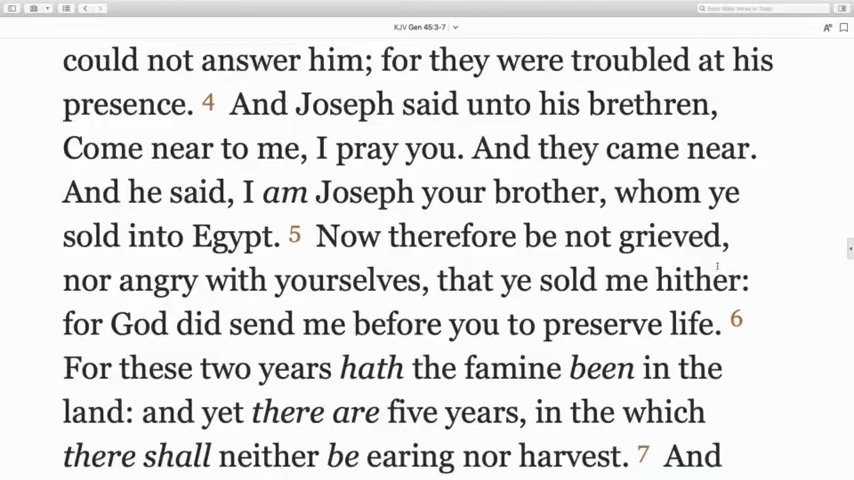 KJV Gen 45:3-7
could not answer him; for they were troubled at his
presence. 4 And Joseph said unto his brethren,
Come near to me, I pray you. And they came near.
And he said, I am Joseph your brother, whom ye
sold into Egypt. 5 Now therefore be not grieved,
nor angry with yourselves, that ye sold me hither:
for God did send me before you to preserve life. 6
For these two years hath the famine been in the
land: and yet there are five years, in the which
there shall neither be earing nor harvest. 7 And